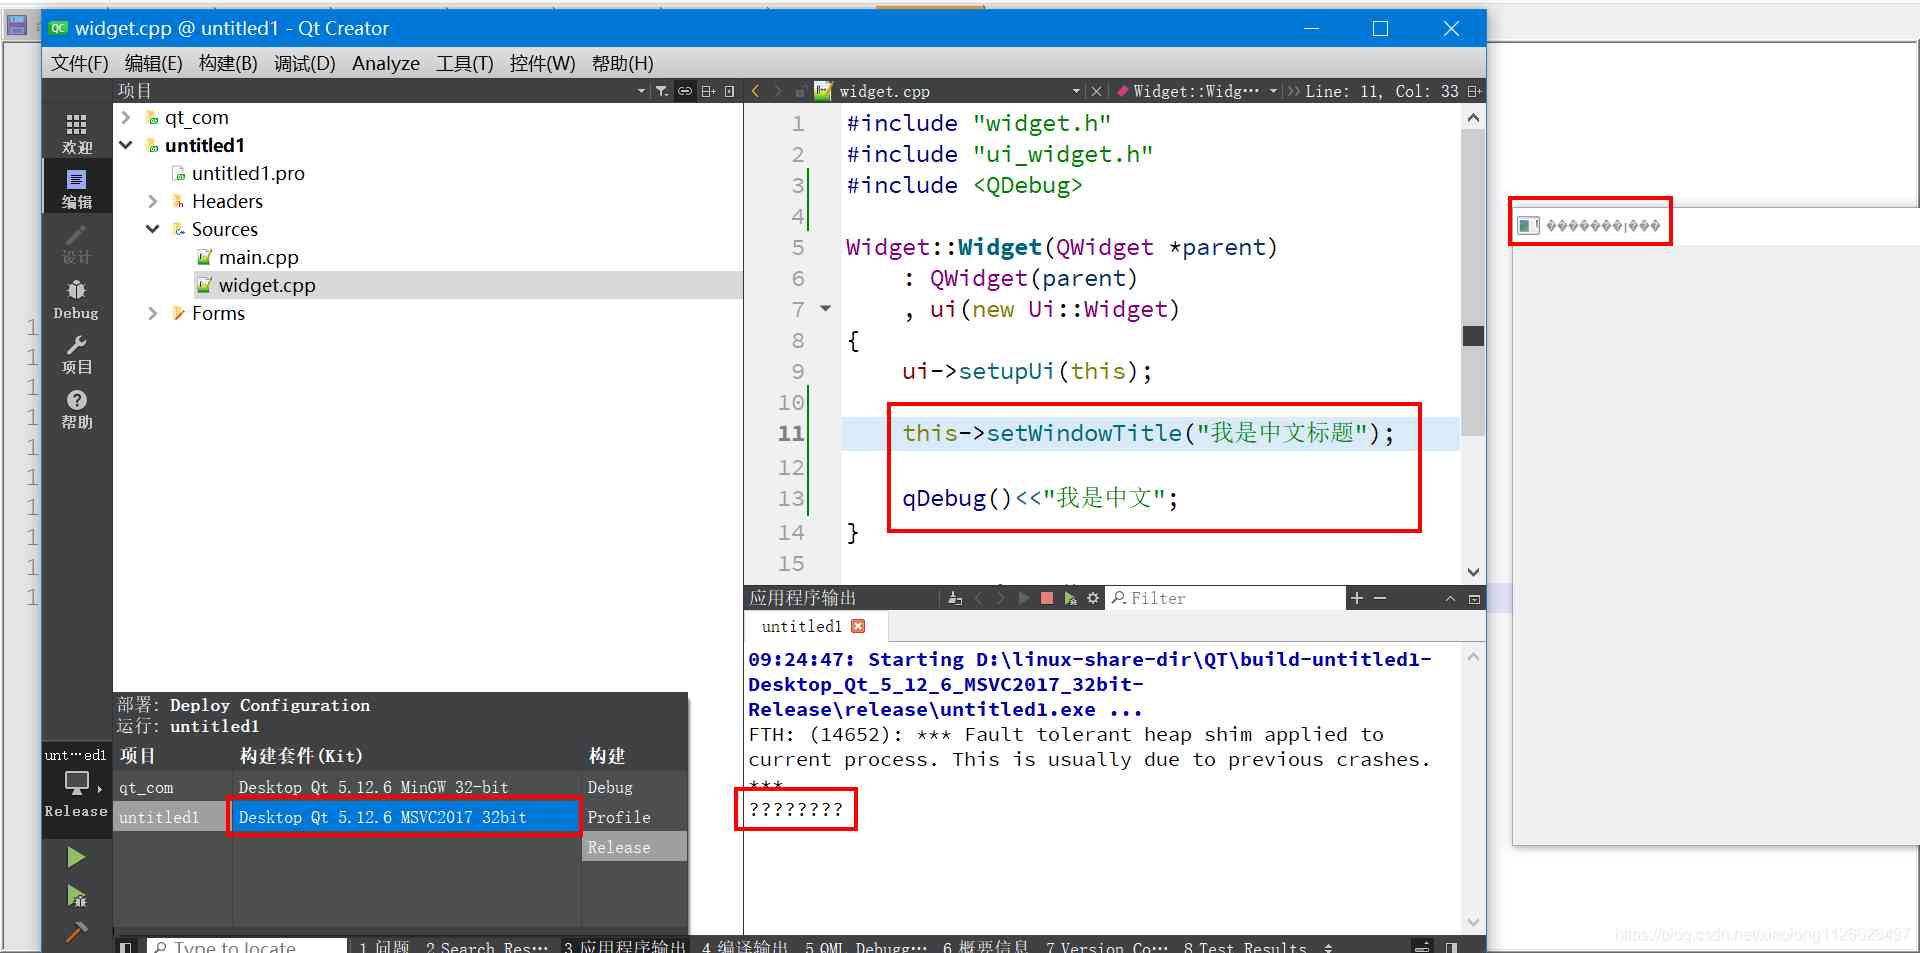 QC widget.cpp @ untitled1 - Qt Creator
文件(F) 编辑(E) 构建(B) 调试(D) Analyze 工具(T) 控件(W) 帮助(H)
项目
widget.cpp
Widget::Widg··· Line: 11, Col: 33
欢迎
编辑
设计
Debug
项目
帮助
qt_com
untitled1
untitled1.pro
Headers
Sources
main.cpp
widget.cpp
Forms
1 #include "widget.h"
2 #include "ui_widget.h"
3 #include <QDebug>
4
5 Widget::Widget(QWidget *parent)
6 : QWidget(parent)
7 , ui(new Ui::Widget)
8 {
9 ui->setupUi(this);
10
11 this->setWindowTitle("我是中文标题");
12
13 qDebug()<<"我是中文";
14 }
15
�������ȷ���
应用程序输出 Filter
untitled1
09:24:47: Starting D:\linux-share-dir\QT\build-untitled1-
Desktop_Qt_5_12_6_MSVC2017_32bit-
Release\release\untitled1.exe ...
FTH: (14652): *** Fault tolerant heap shim applied to
current process. This is usually due to previous crashes.
***
????????
部署: Deploy Configuration
运行: untitled1
unt···ed1
Release
项目 构建套件(Kit) 构建
qt_com Desktop Qt 5.12.6 MinGW 32-bit Debug
untitled1 Desktop Qt 5.12.6 MSVC2017 32bit Profile
Release
Type to locate 1 问题 2 Search Res··· 3 应用程序输出 4 编译输出 5 QML Debugg··· 6 概要信息 7 Version Co··· 8 Test Results